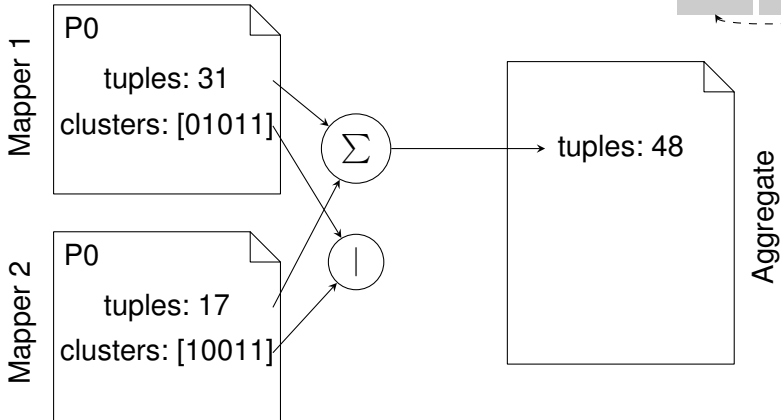 Mapper 1
P0
tuples: 31
clusters: [01011]
Mapper 2
P0
tuples: 17
clusters: [10011]
Σ
|
tuples: 48
Aggregate